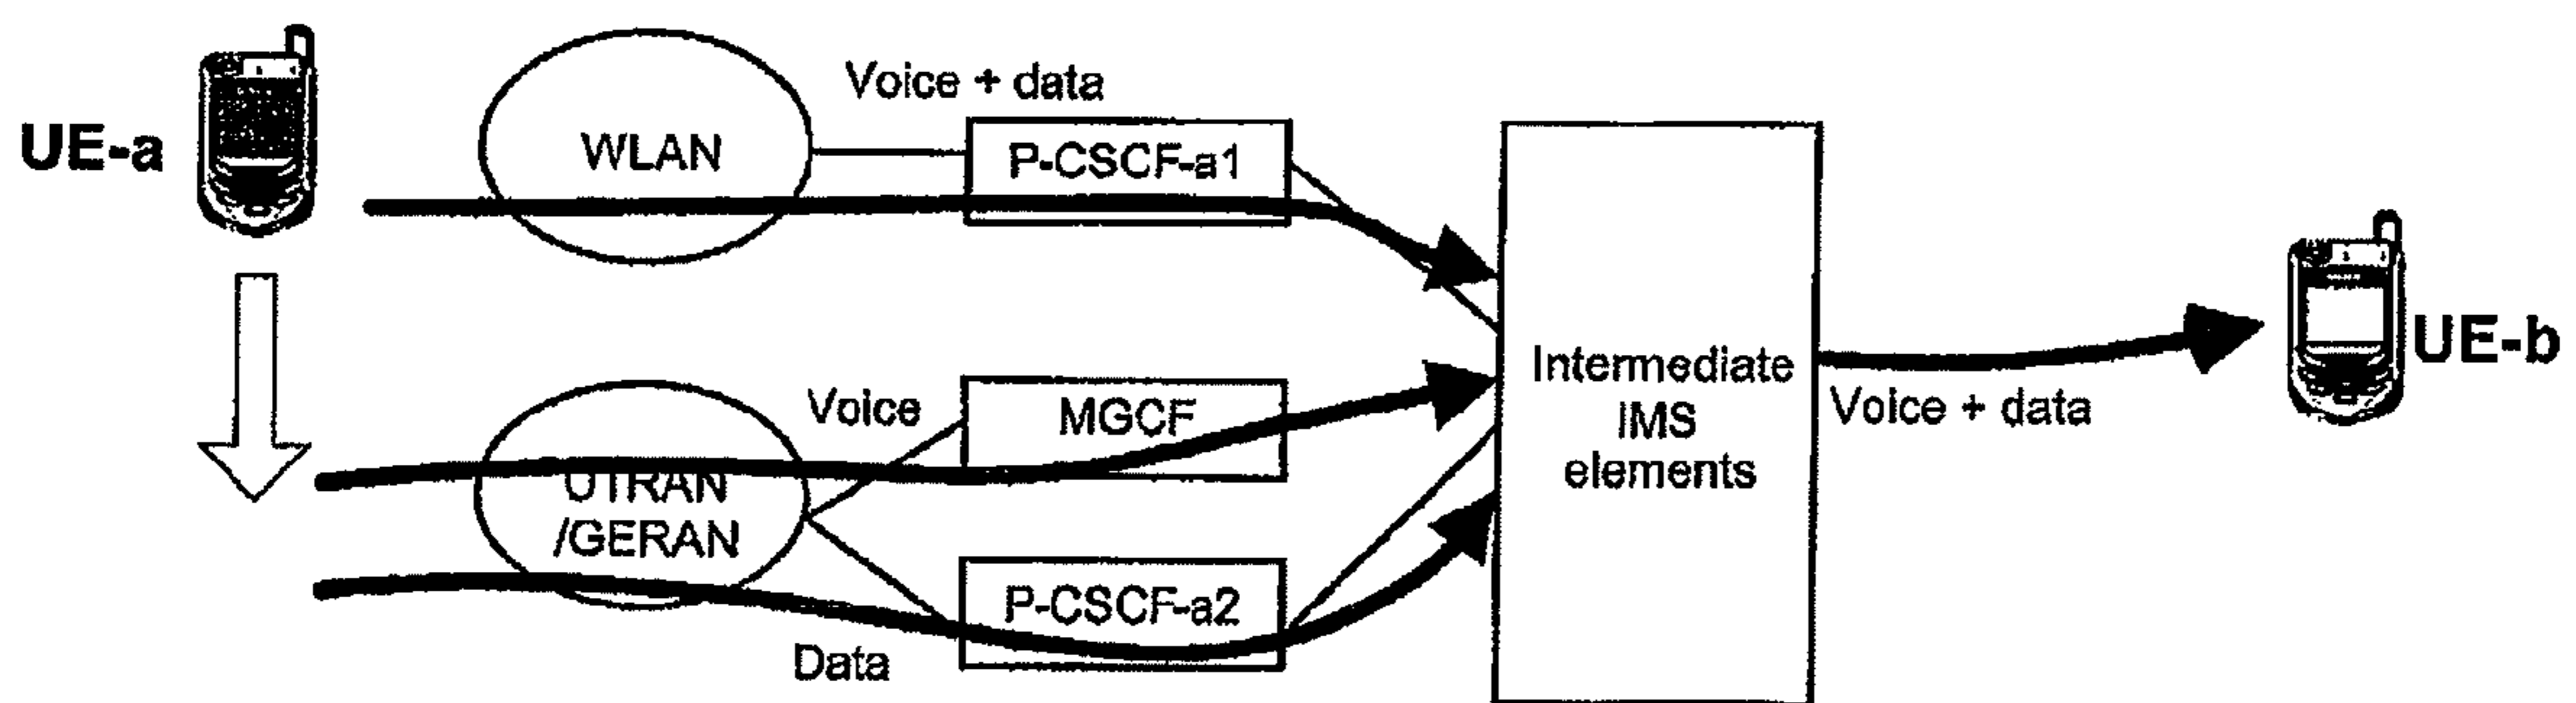 UE-a
WLAN
Voice + data
P-CSCF-a1
UTRAN
/GERAN
Voice
MGCF
Data
P-CSCF-a2
Intermediate
IMS
elements
Voice + data
UE-b